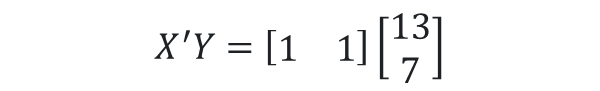 X′Y = [1 1] [13
7]